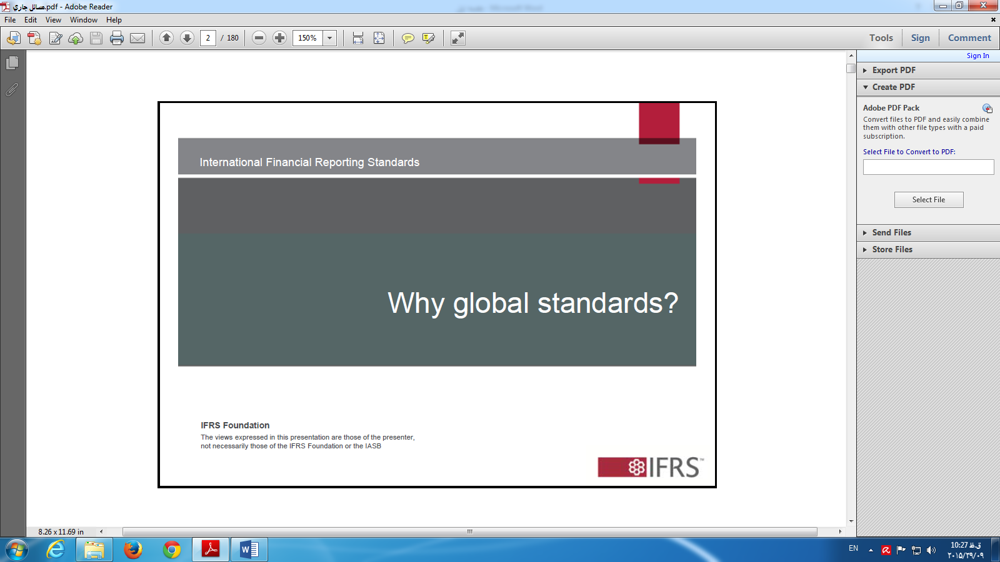 مسائل جاري.pdf - Adobe Reader
File Edit View Window Help
2 / 180 150% Tools Sign Comment
Sign In
Export PDF
Create PDF
Adobe PDF Pack
Convert files to PDF and easily combine
them with other file types with a paid
subscription.
Select File to Convert to PDF:
Select File
Send Files
Store Files
International Financial Reporting Standards
Why global standards?
IFRS Foundation
The views expressed in this presentation are those of the presenter,
not necessarily those of the IFRS Foundation or the IASB
IFRS™
8.26 x 11.69 in
EN
10:27 ق.ظ
۲۰۱۵/۲۹/۰۹